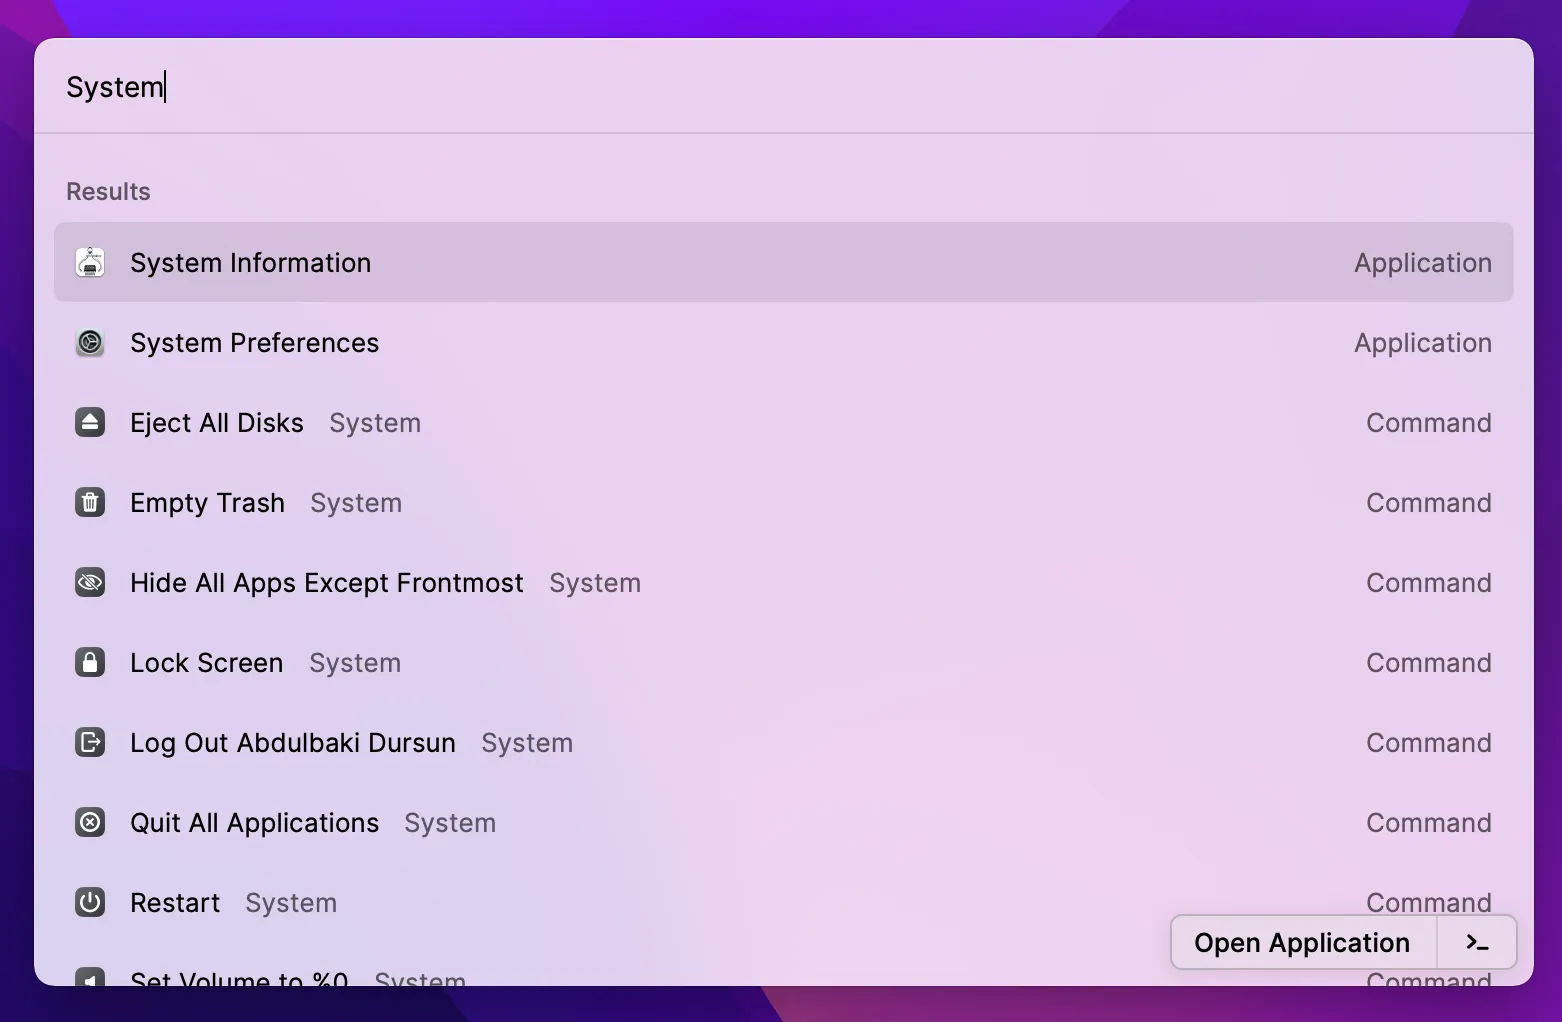 System
Results
System Information Application
System Preferences Application
Eject All Disks System Command
Empty Trash System Command
Hide All Apps Except Frontmost System Command
Lock Screen System Command
Log Out Abdulbaki Dursun System Command
Quit All Applications System Command
Restart System Command
Open Application >_
Set Volume to %0 System Command